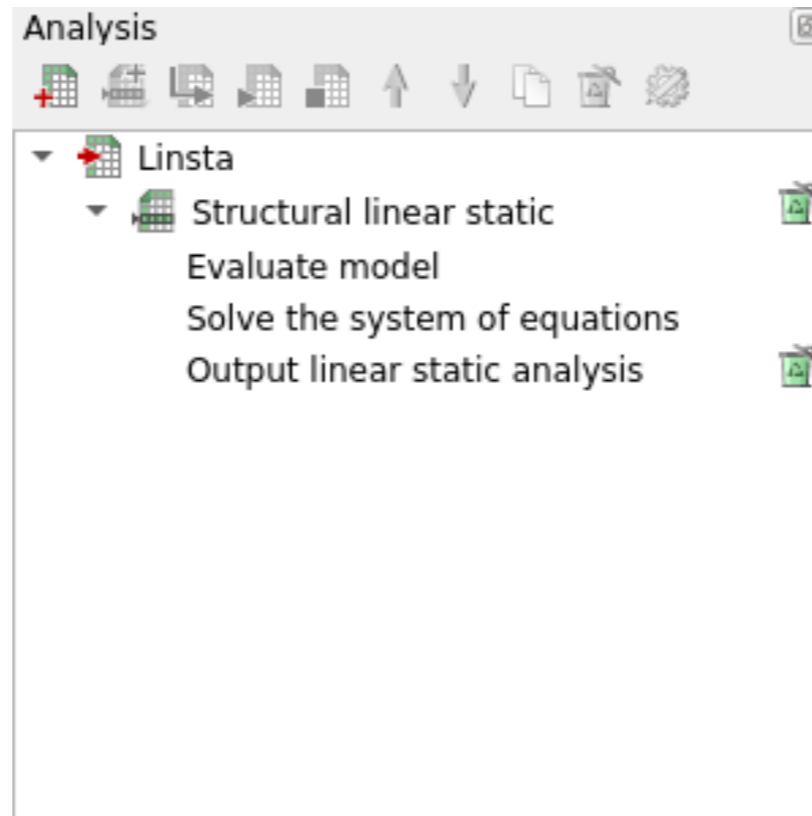 Analysis
Linsta
Structural linear static
Evaluate model
Solve the system of equations
Output linear static analysis